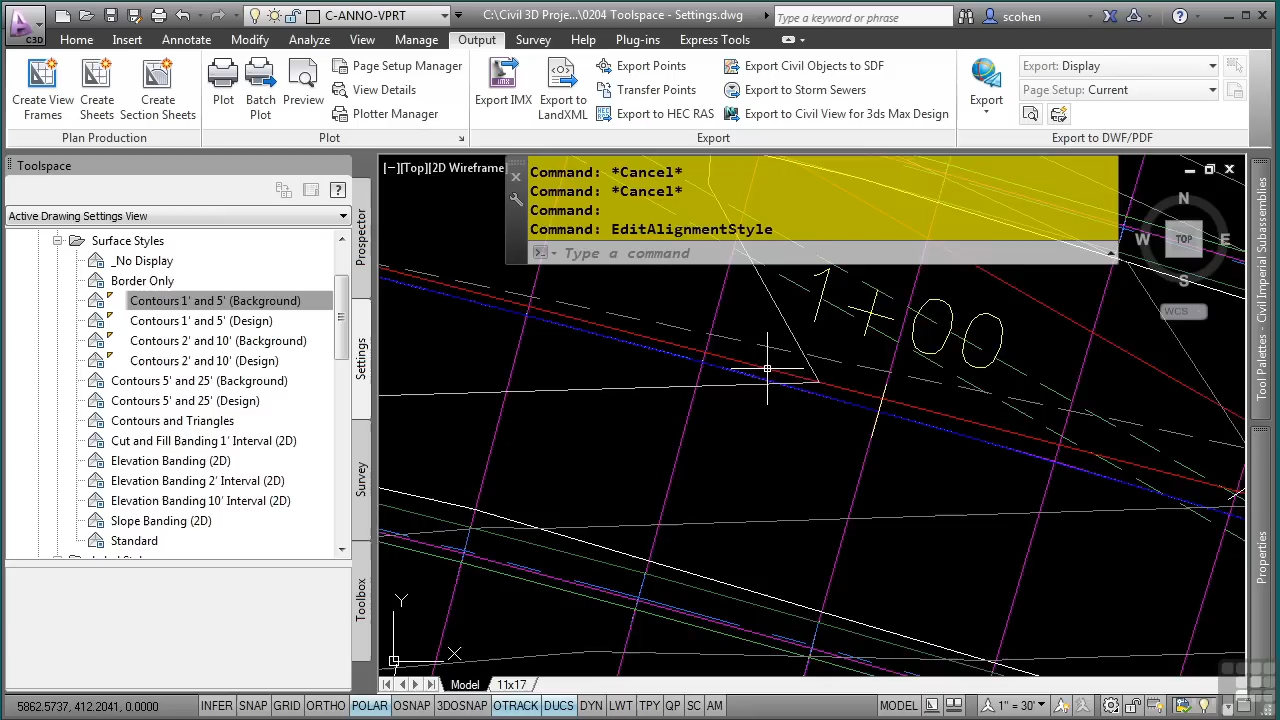 C-ANNO-VPRT
C:\Civil 3D Proje...\0204 Toolspace - Settings.dwg
Type a keyword or phrase
scohen
C3D
Home Insert Annotate Modify Analyze View Manage Output Survey Help Plug-ins Express Tools
Create View Frames
Create Sheets
Create Section Sheets
Plan Production
Plot
Batch Plot
Preview
Page Setup Manager
View Details
Plotter Manager
Plot
Export IMX
Export to LandXML
Export Points
Transfer Points
Export to HEC RAS
Export Civil Objects to SDF
Export to Storm Sewers
Export to Civil View for 3ds Max Design
Export
Export
Export: Display
Page Setup: Current
Export to DWF/PDF
Toolspace
Active Drawing Settings View
Surface Styles
_No Display
Border Only
Contours 1' and 5' (Background)
Contours 1' and 5' (Design)
Contours 2' and 10' (Background)
Contours 2' and 10' (Design)
Contours 5' and 25' (Background)
Contours 5' and 25' (Design)
Contours and Triangles
Cut and Fill Banding 1' Interval (2D)
Elevation Banding (2D)
Elevation Banding 2' Interval (2D)
Elevation Banding 10' Interval (2D)
Slope Banding (2D)
Standard
Prospector
Settings
Survey
Toolbox
[−][Top][2D Wireframe
Command: *Cancel*
Command: *Cancel*
Command:
Command: EditAlignmentStyle
Type a command
1+00
N
W TOP E
S
WCS
Y
X
Tool Palettes - Civil Imperial Subassemblies
Properties
Model 11x17
5862.5737, 412.2041, 0.0000
INFER SNAP GRID ORTHO POLAR OSNAP 3DOSNAP OTRACK DUCS DYN LWT TPY QP SC AM
MODEL
1" = 30'